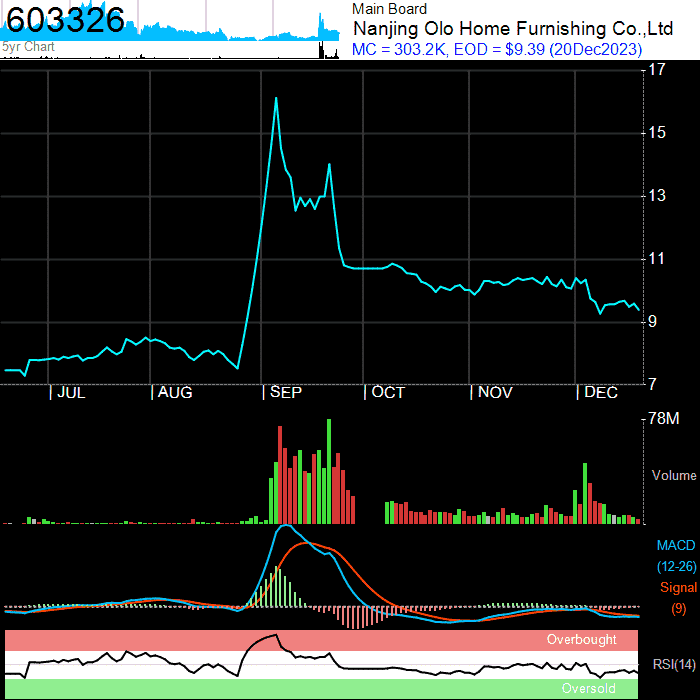 603326
5yr Chart
Main Board
Nanjing Olo Home Furnishing Co.,Ltd
MC = 303.2K, EOD = $9.39 (20Dec2023)
17
15
13
11
9
7
| JUL
| AUG
| SEP
| OCT
| NOV
| DEC
78M
Volume
MACD
(12-26)
Signal
(9)
Overbought
RSI(14)
Oversold